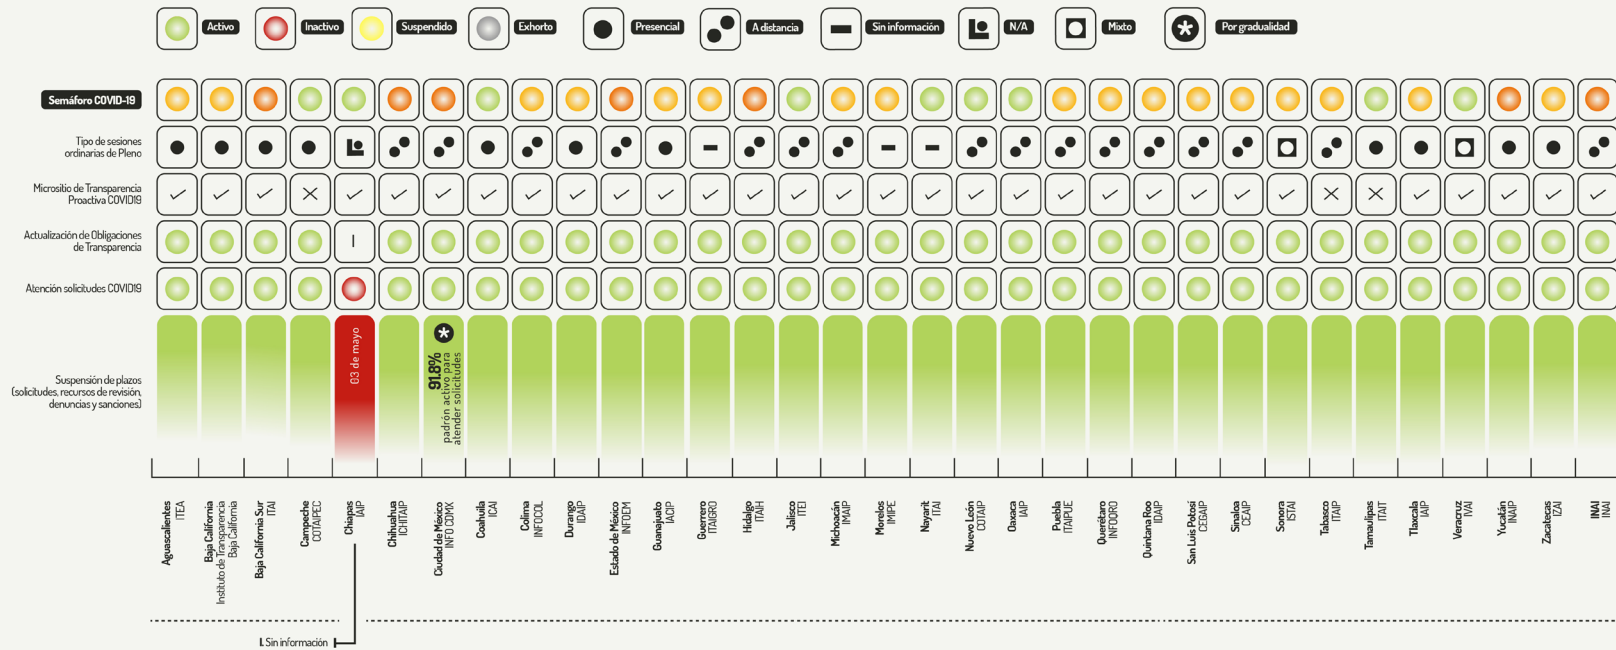 Activo
Inactivo
Suspendido
Exhorto
Presencial
A distancia
Sin información
N/A
Mixto
Por gradualidad
Semáforo COVID-19
Tipo de sesiones
ordinarias de Pleno
Micrositio de Transparencia
Proactiva COVID19
Actualización de Obligaciones
de Transparencia
Atención solicitudes COVID19
Suspensión de plazos
(solicitudes, recursos de revisión,
denuncias y sanciones)
03 de mayo
91.8%
padrón activo para
atender solicitudes
Aguascalientes
ITEA
Baja California
Instituto de Transparencia
Baja California
Baja California Sur
ITAI
Campeche
COTAIPEC
Chiapas
IAIP
Chihuahua
ICHITAIP
Ciudad de México
INFO CDMX
Coahuila
ICAI
Colima
INFOCOL
Durango
IDAIP
Estado de México
INFOEM
Guanajuato
IACIP
Guerrero
ITAIGRO
Hidalgo
ITAIH
Jalisco
ITEI
Michoacán
IMAIP
Morelos
IMIPE
Nayarit
ITAI
Nuevo León
COTAIP
Oaxaca
IAIP
Puebla
ITAIPUE
Querétaro
INFOQRO
Quintana Roo
IDAIP
San Luis Potosí
CEGAIP
Sinaloa
CEAIP
Sonora
ISTAI
Tabasco
ITAIP
Tamaulipas
ITAIT
Tlaxcala
IAIP
Veracruz
IVAI
Yucatán
INAIP
Zacatecas
IZAI
INAI
INAI
I. Sin información